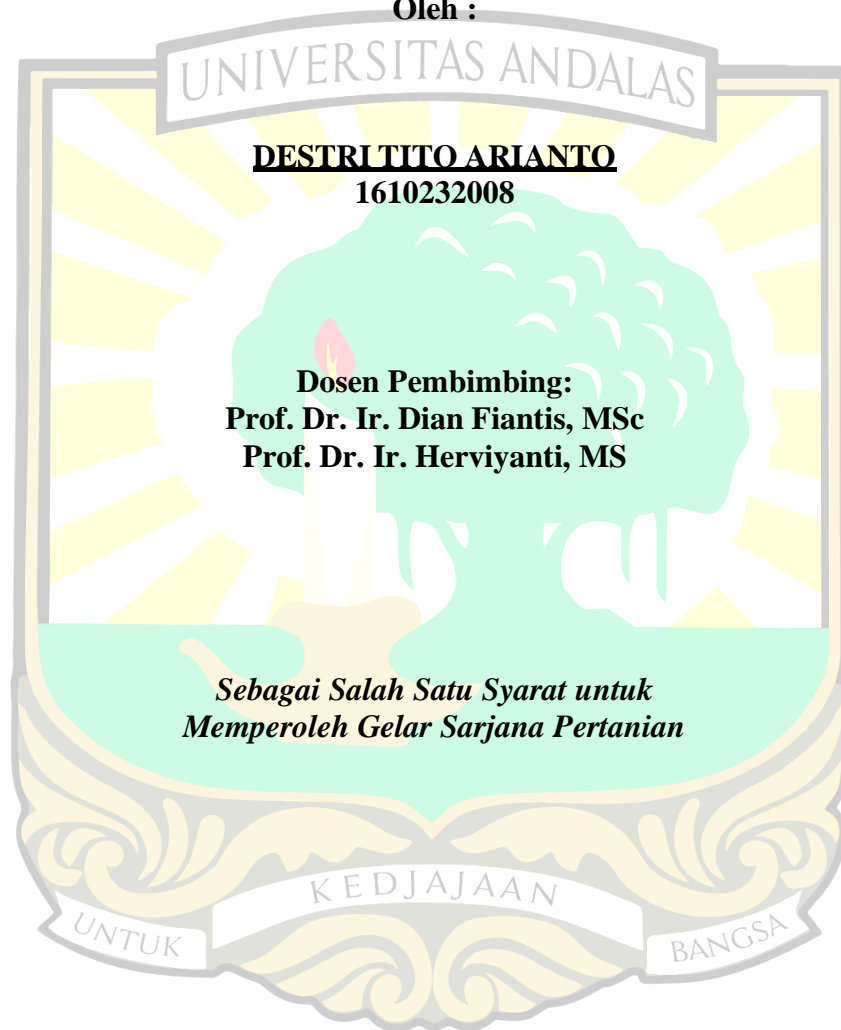 Oleh :
UNIVERSITAS ANDALAS
DESTRI TITO ARIANTO
1610232008
Dosen Pembimbing:
Prof. Dr. Ir. Dian Fiantis, MSc
Prof. Dr. Ir. Herviyanti, MS
Sebagai Salah Satu Syarat untuk
Memperoleh Gelar Sarjana Pertanian
KEDJAJAAN
UNTUK
BANGSA